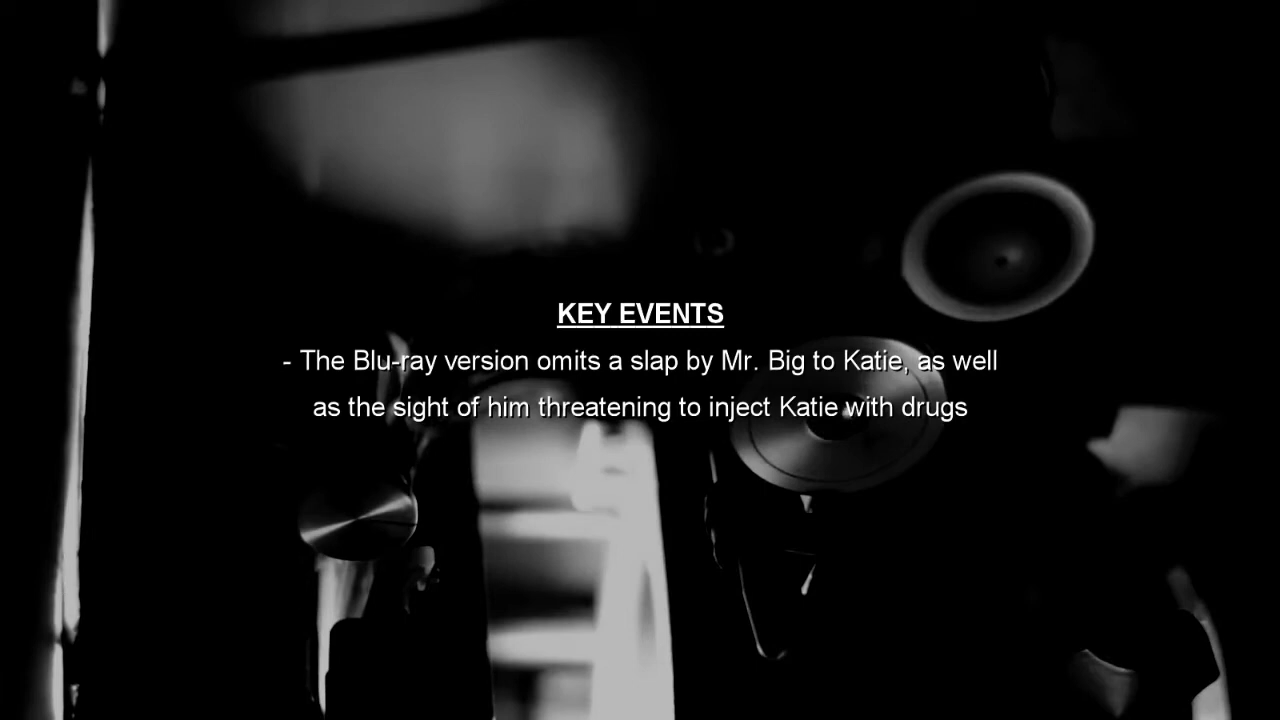 KEY EVENTS
- The Blu-ray version omits a slap by Mr. Big to Katie, as well
as the sight of him threatening to inject Katie with drugs